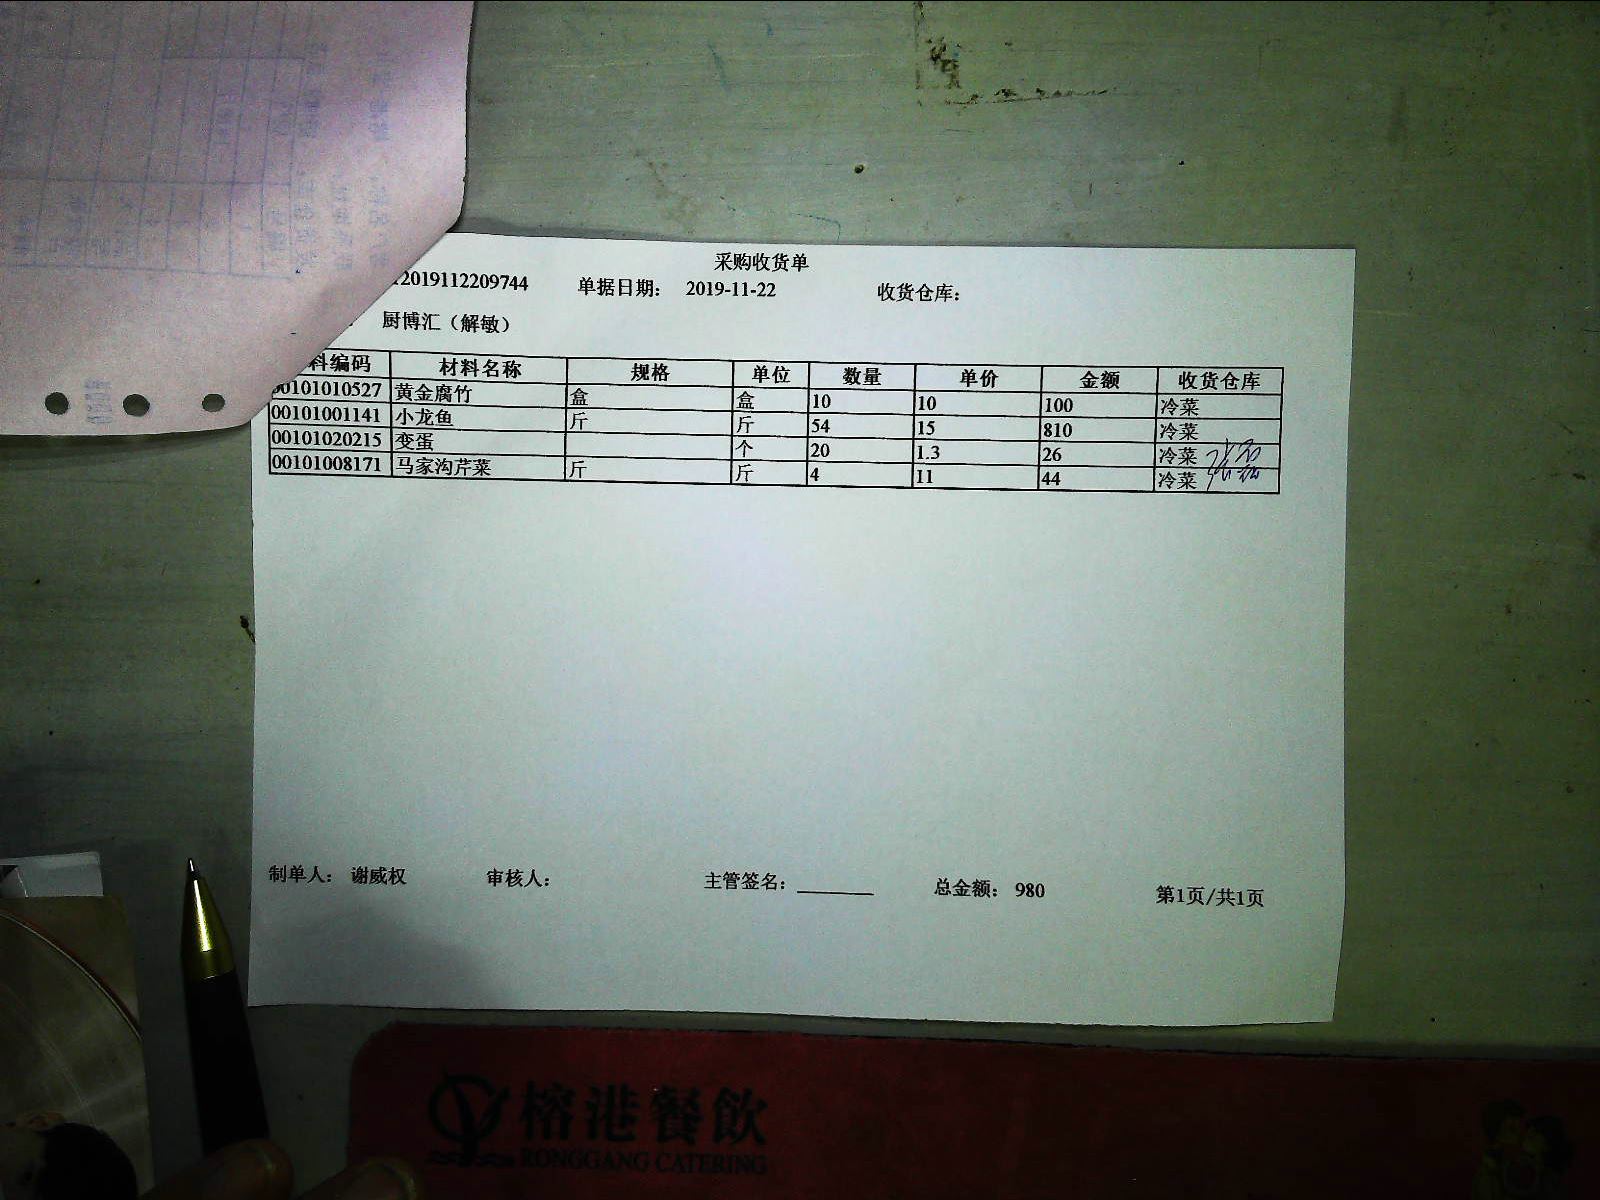 采购收货单
2019112209744 单据日期： 2019-11-22 收货仓库：
厨博汇（解敏）
料编码 材料名称 规格 单位 数量 单价 金额 收货仓库
00101010527 黄金腐竹 盒 盒 10 10 100 冷菜
00101001141 小龙鱼 斤 斤 54 15 810 冷菜
00101020215 变蛋 个 20 1.3 26 冷菜
00101008171 马家沟芹菜 斤 斤 4 11 44 冷菜
制单人： 谢威权 审核人： 主管签名： 总金额： 980 第1页/共1页
榕港餐飲
RONGGANG CATERING